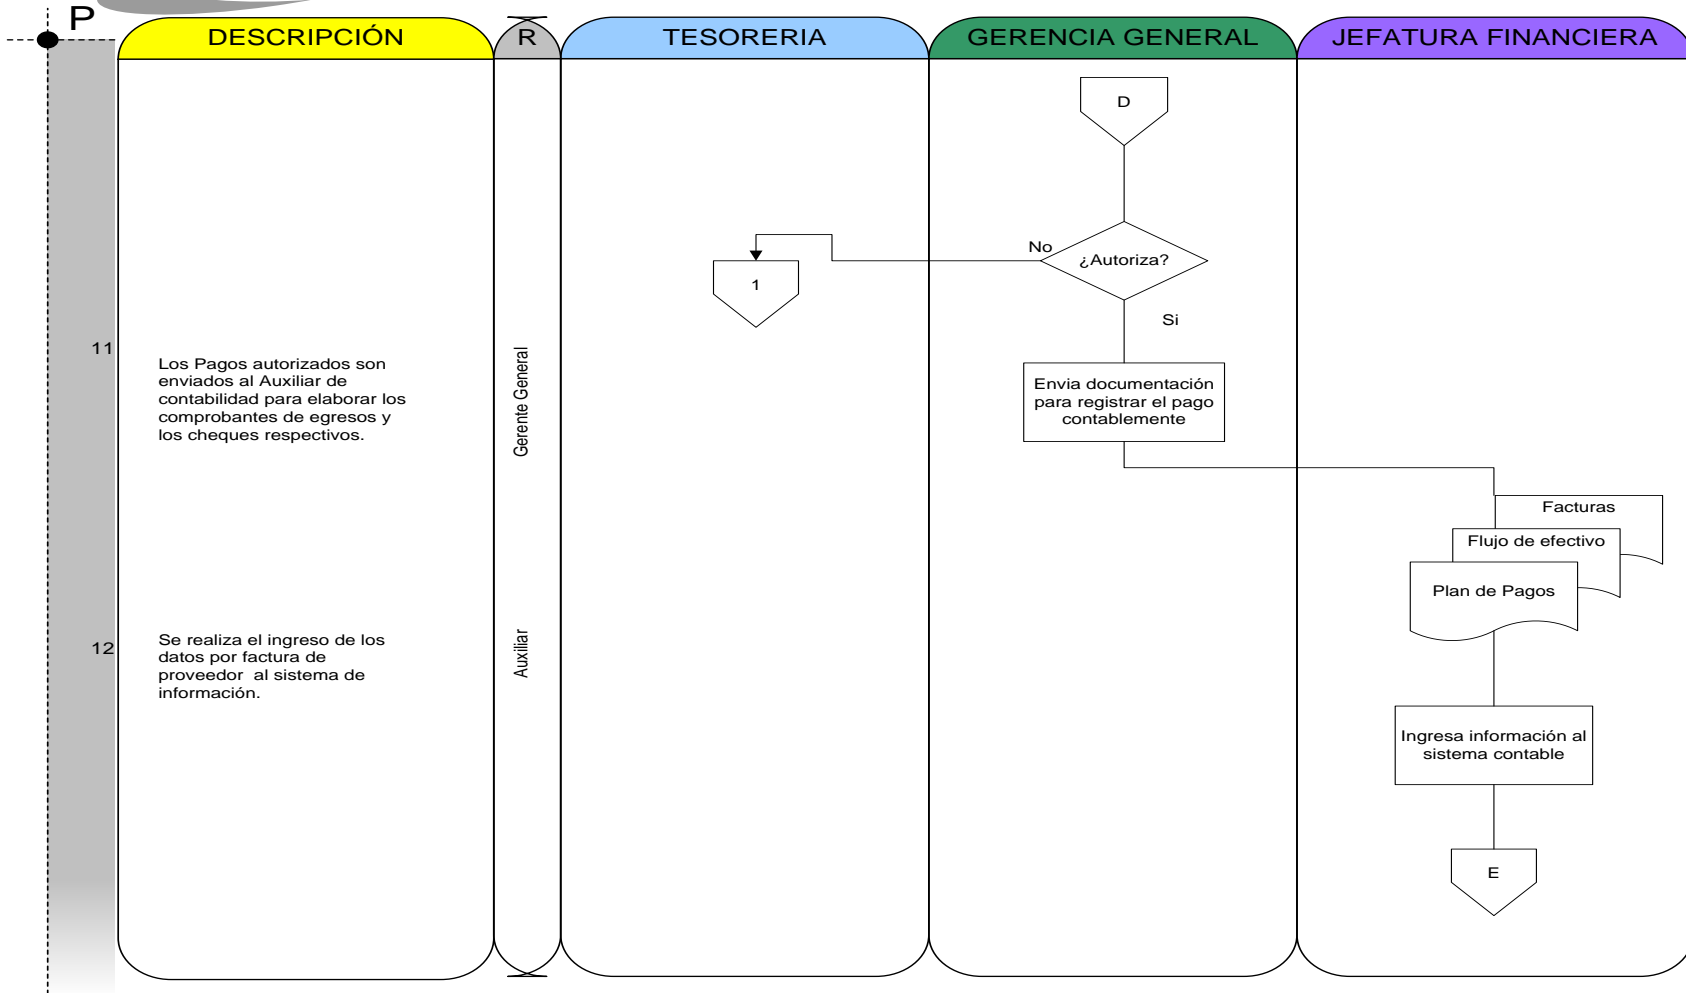 P
DESCRIPCIÓN
R
TESORERIA
GERENCIA GENERAL
JEFATURA FINANCIERA
D
No
¿Autoriza?
1
Si
11
Los Pagos autorizados son
enviados al Auxiliar de
contabilidad para elaborar los
comprobantes de egresos y
los cheques respectivos.
Gerente General
Envia documentación
para registrar el pago
contablemente
Facturas
Flujo de efectivo
Plan de Pagos
12
Se realiza el ingreso de los
datos por factura de
proveedor  al sistema de
información.
Auxiliar
Ingresa información al
sistema contable
E